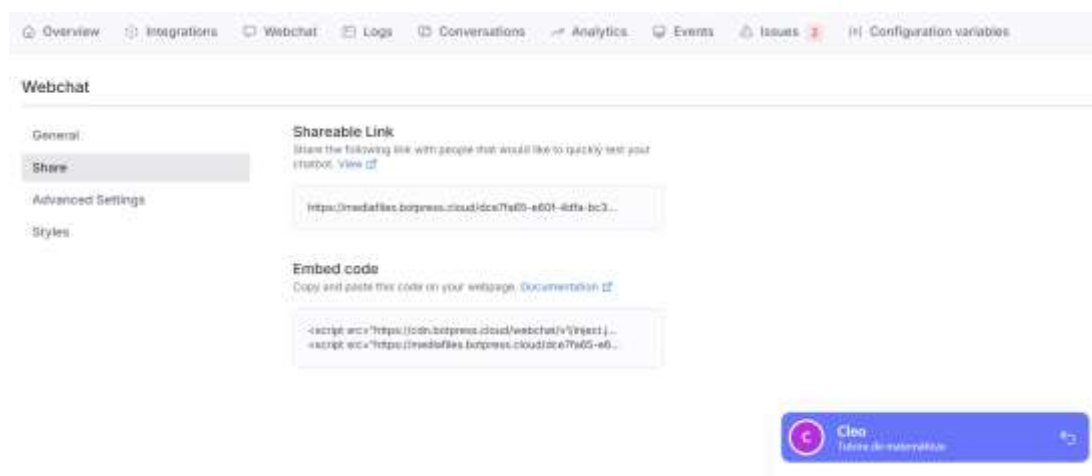 Overview Integrations Webchat Logs Conversations Analytics Events Issues 2 Configuration variables
Webchat
General
Share
Advanced Settings
Styles
Shareable Link
Share the following link with people that would like to quickly test your
chatbot. View
https://mediafiles.botpress.cloud/dce7fa65-e601-4dfa-bc3...
Embed code
Copy and paste this code on your webpage. Documentation
<script src="https://cdn.botpress.cloud/webchat/v1/inject.j...
<script src="https://mediafiles.botpress.cloud/dce7fa65-e6...
C
Cleo
Tutora de matemáticas